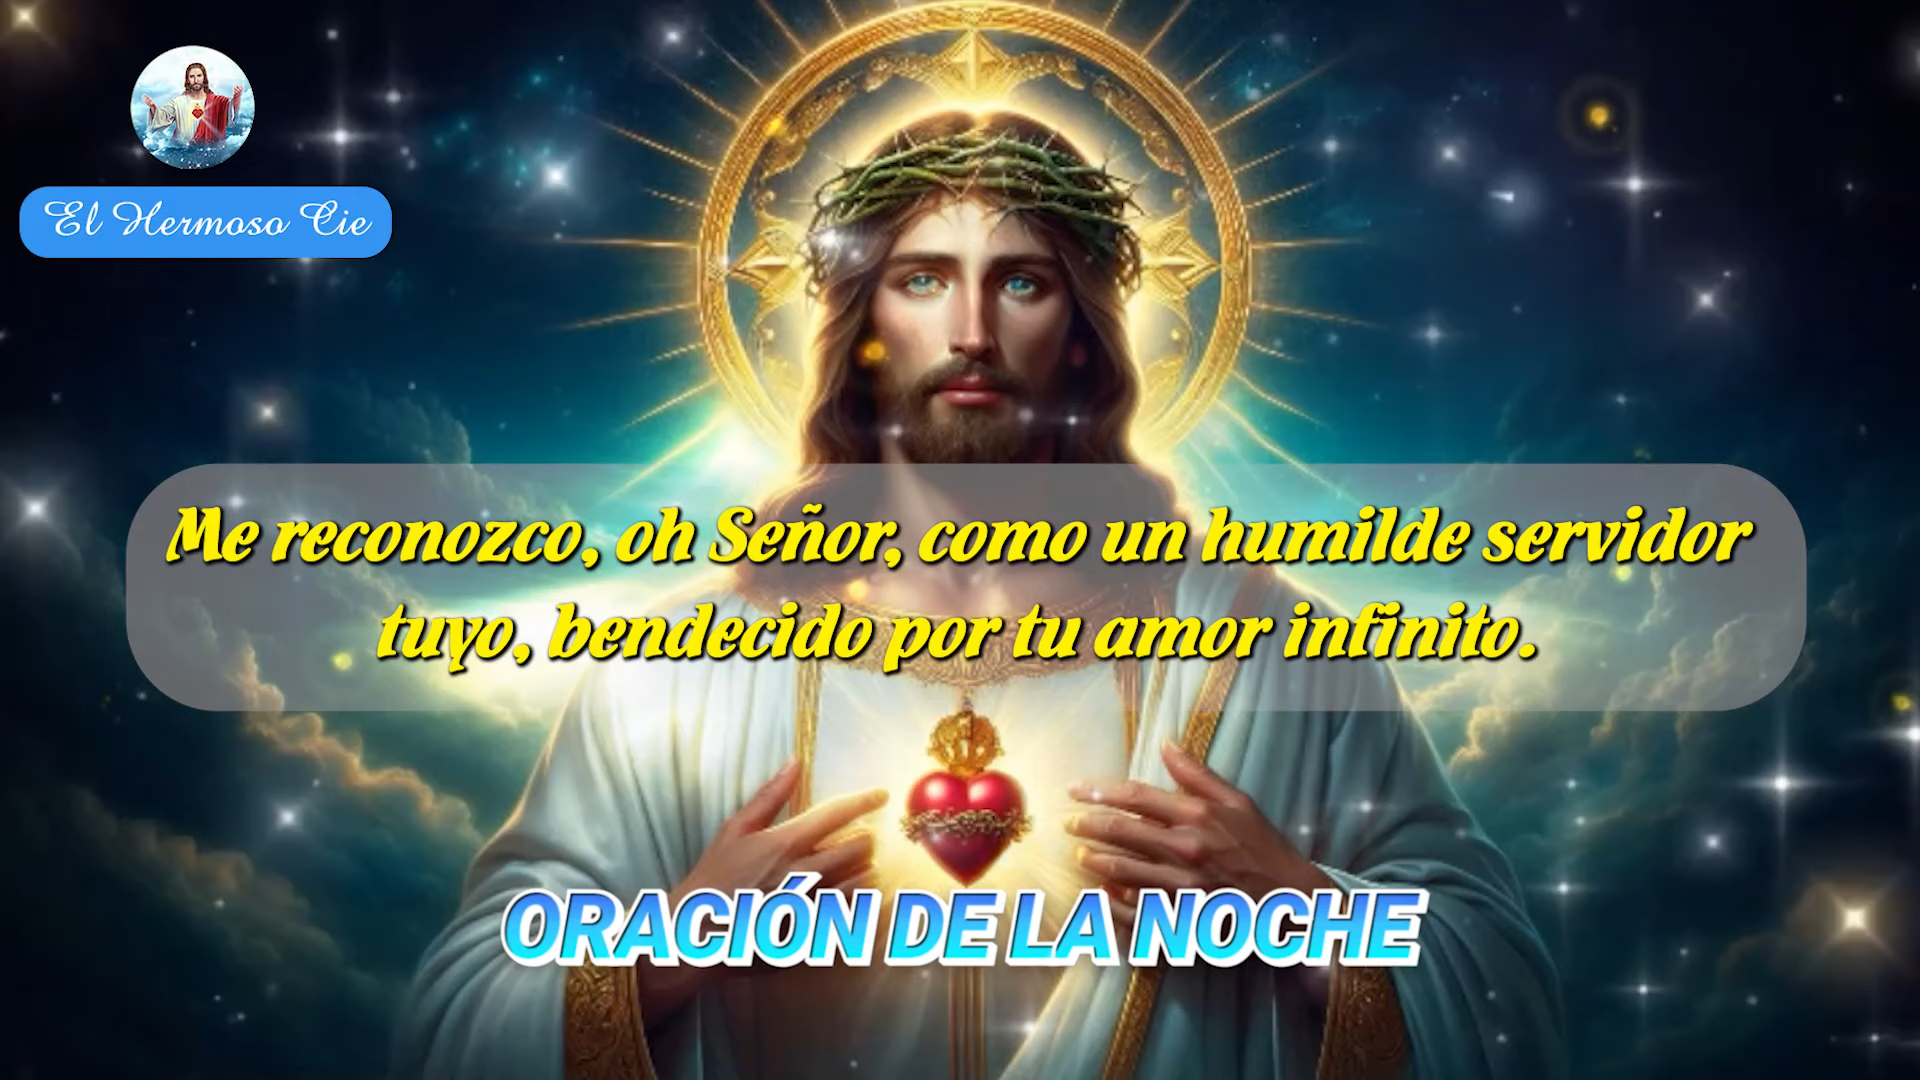 El Hermoso Cie
Me reconozco, oh Señor, como un humilde servidor
tuyo, bendecido por tu amor infinito.
ORACIÓN DE LA NOCHE